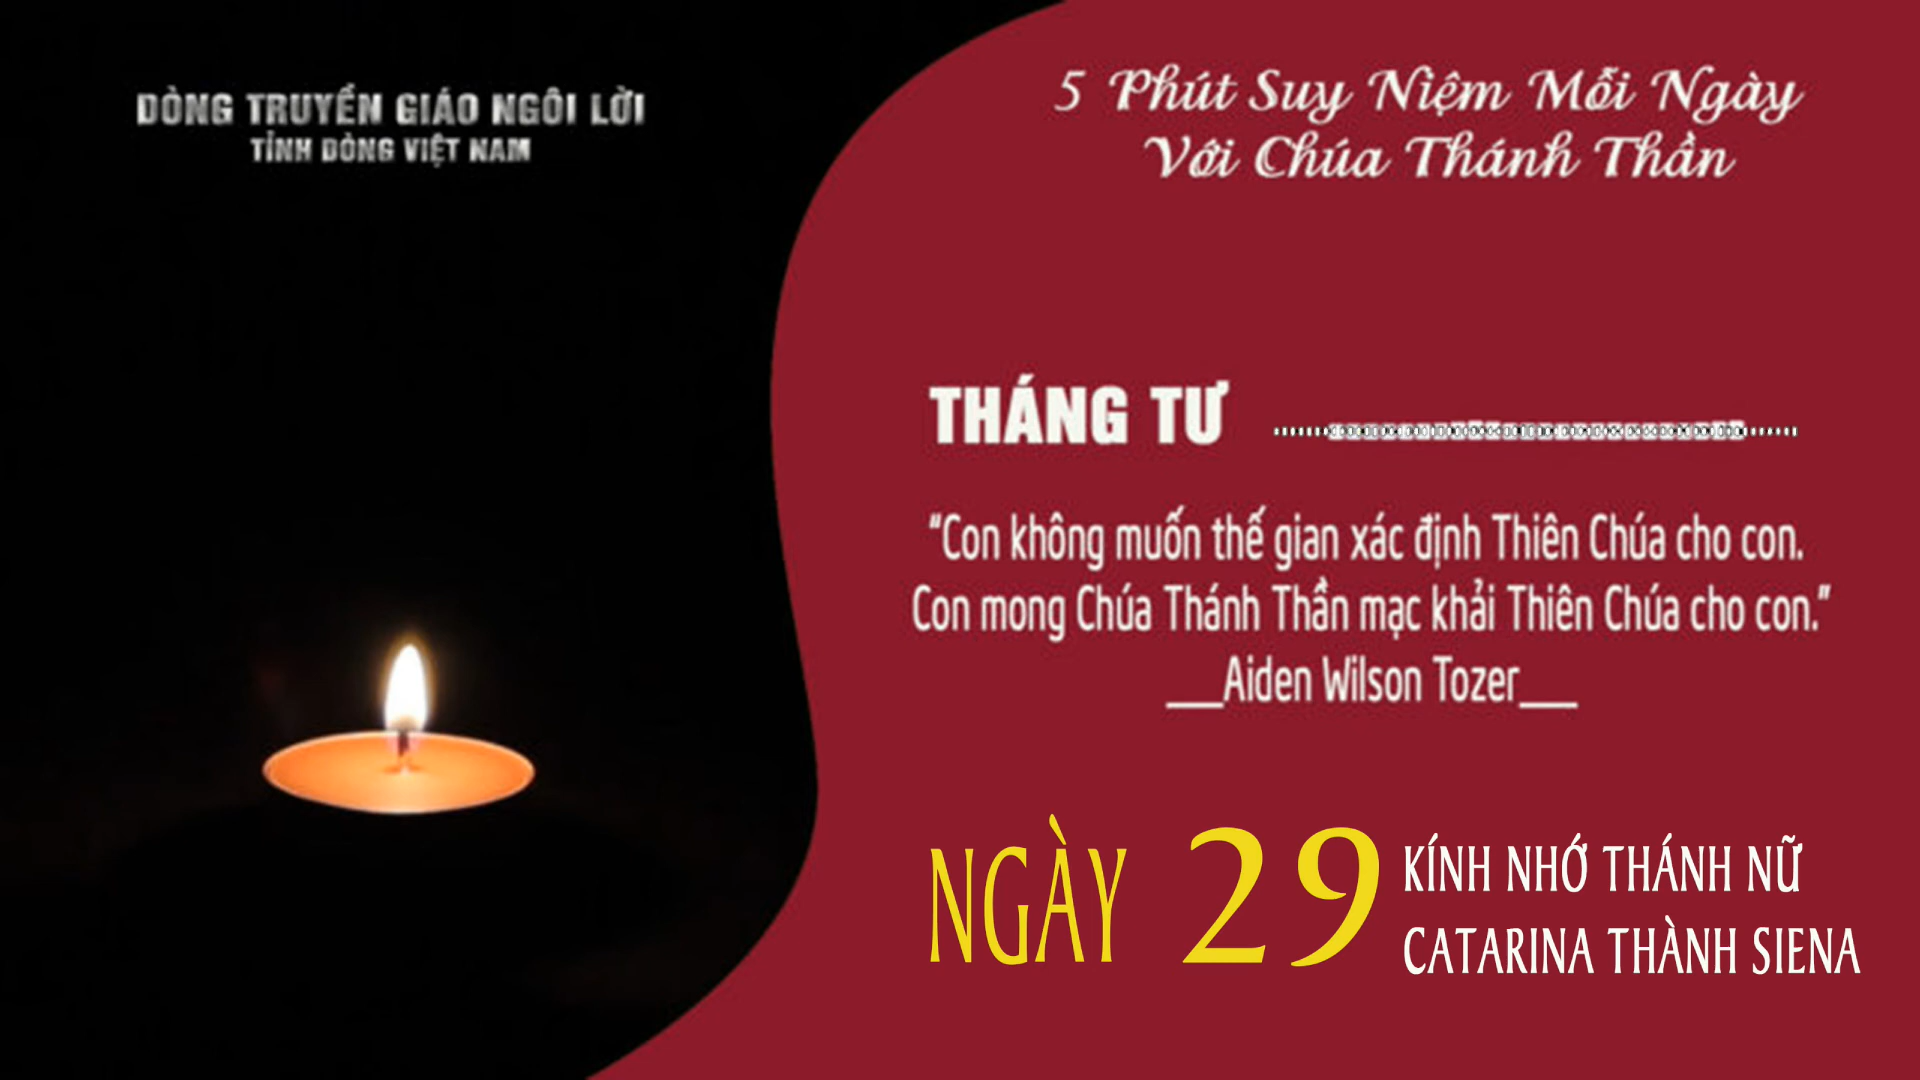 DÒNG TRUYỀN GIÁO NGÔI LỜI
TỈNH DÒNG VIỆT NAM
5 Phút Suy Niệm Mỗi Ngày
Với Chúa Thánh Thần
THÁNG TƯ
“Con không muốn thế gian xác định Thiên Chúa cho con.
Con mong Chúa Thánh Thần mạc khải Thiên Chúa cho con.”
__Aiden Wilson Tozer__
NGÀY 29
KÍNH NHỚ THÁNH NỮ
CATARINA THÀNH SIENA